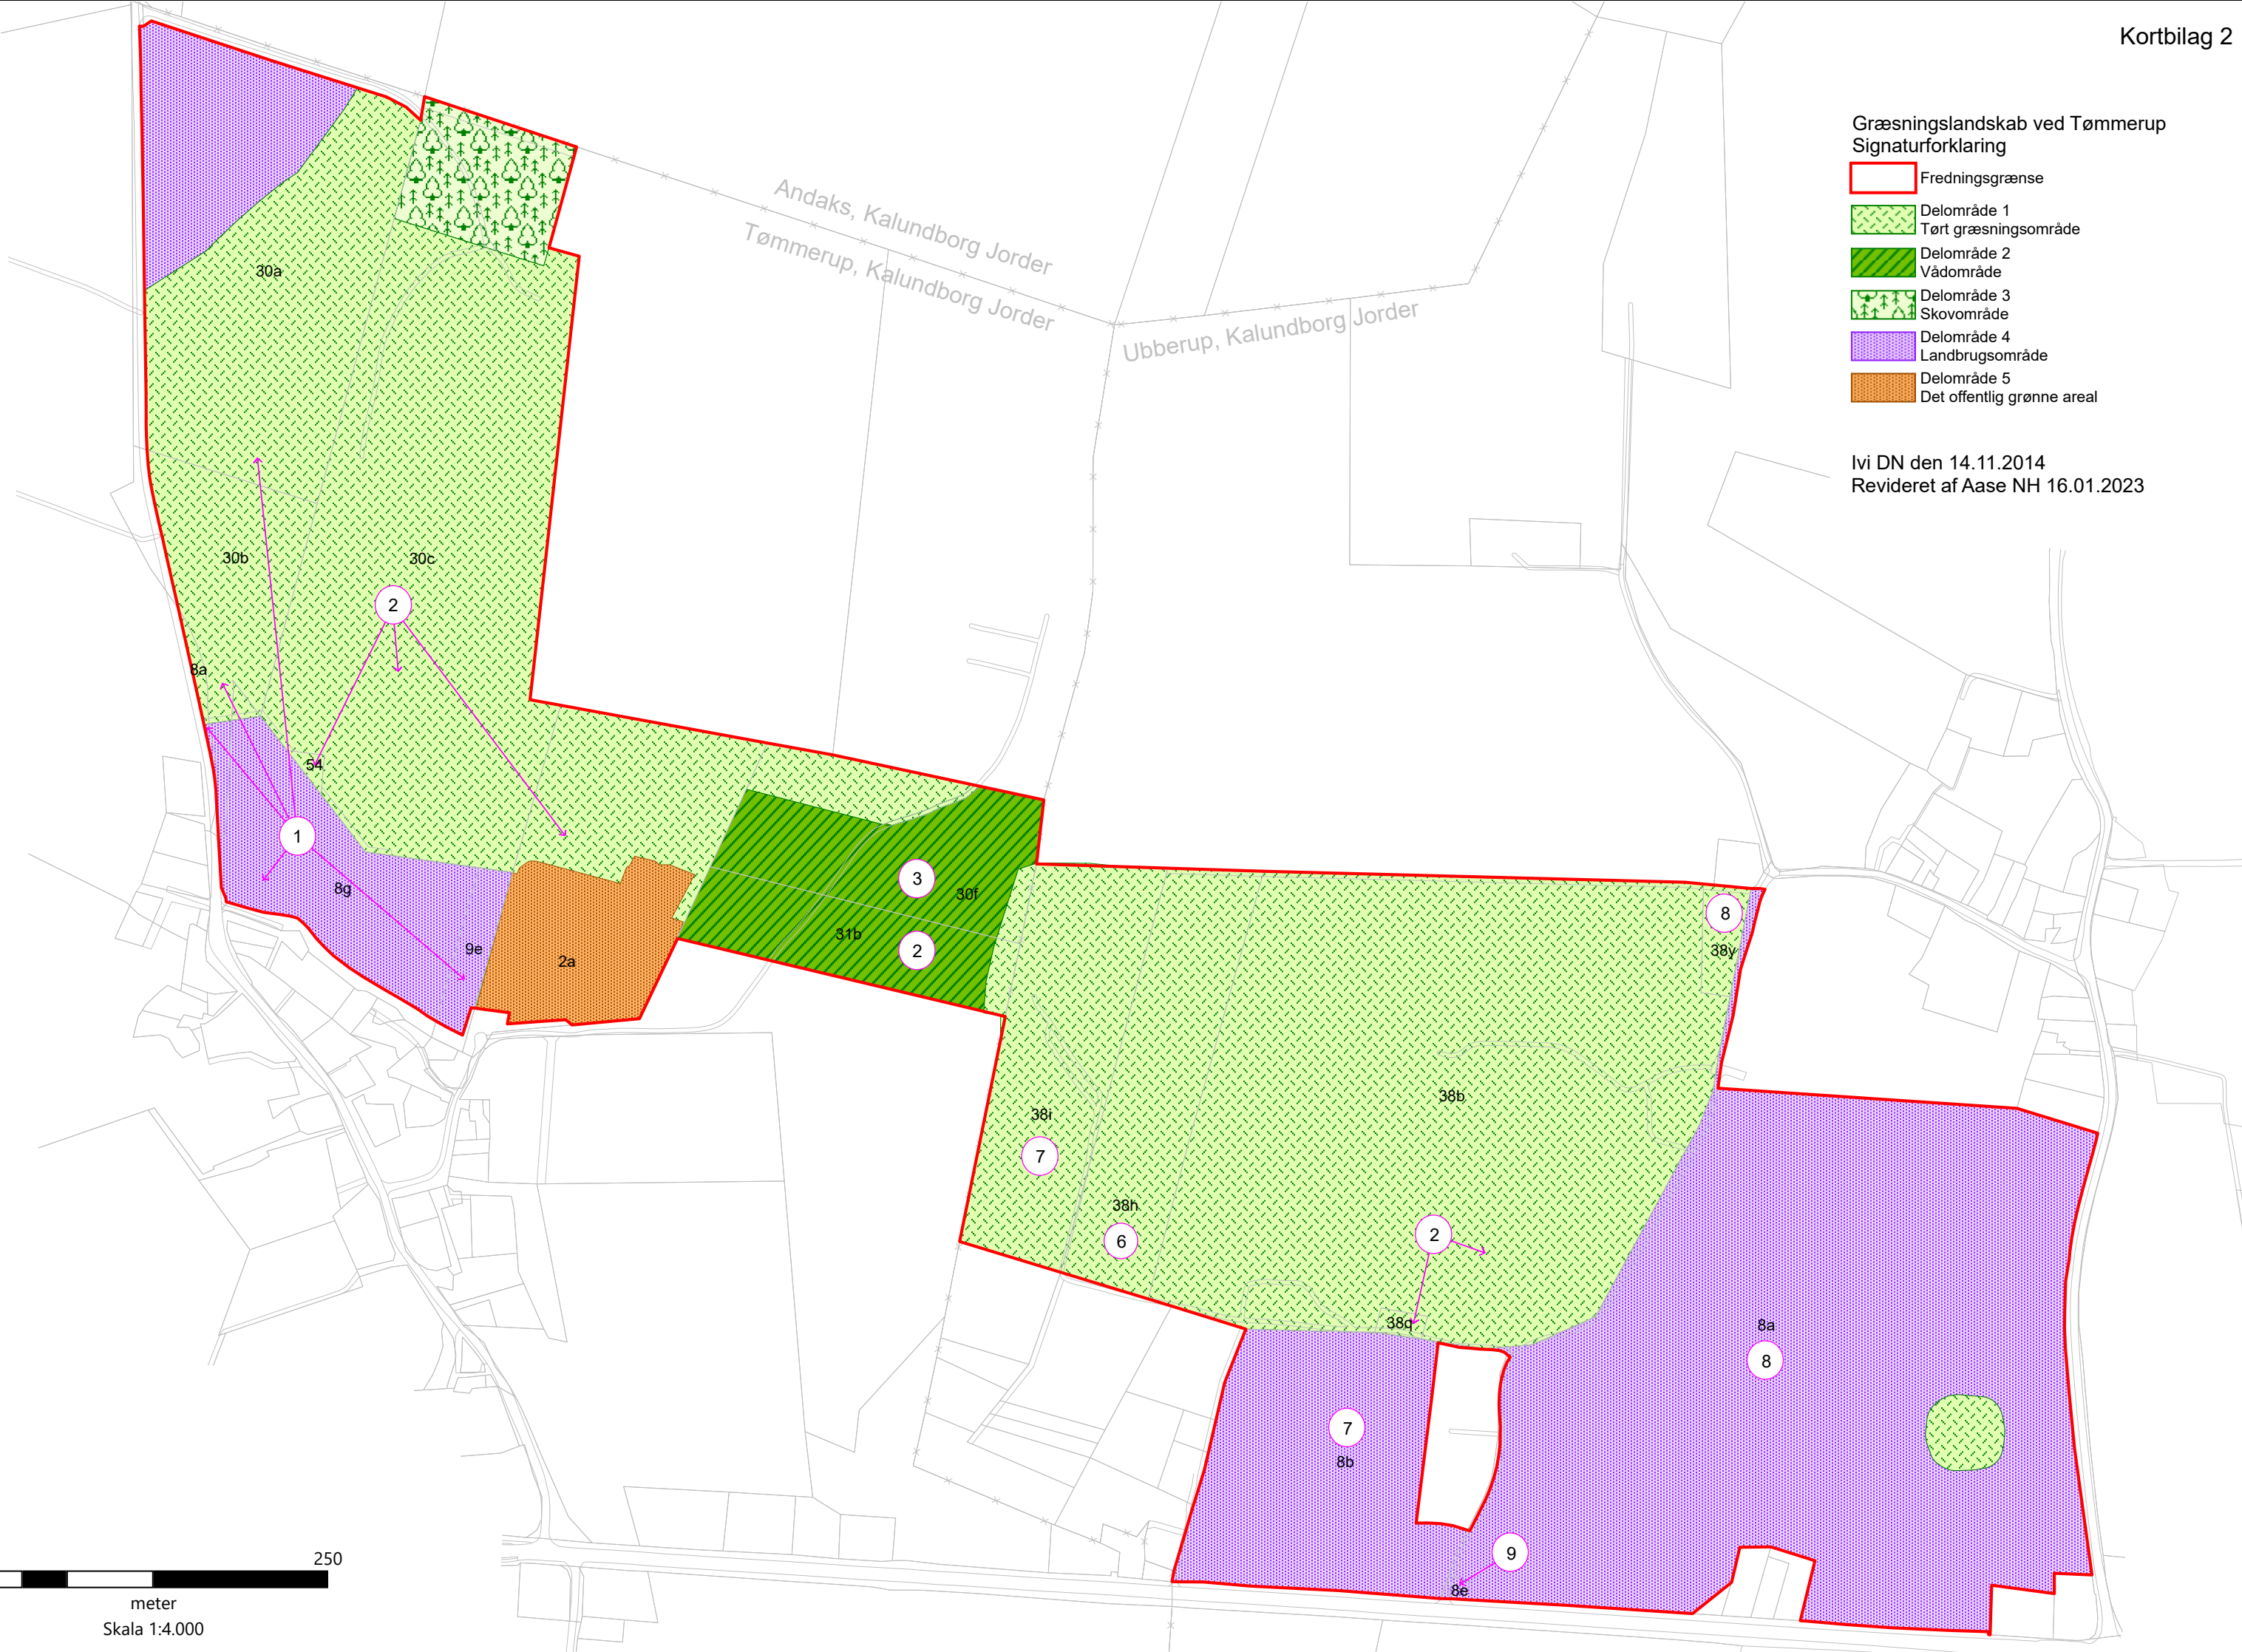 Kortbilag 2
Græsningslandskab ved Tømmerup
Signaturforklaring
Fredningsgrænse
Delområde 1
Tørt græsningsområde
Delområde 2
Vådområde
Delområde 3
Skovområde
Delområde 4
Landbrugsområde
Delområde 5
Det offentlig grønne areal
Ivi DN den 14.11.2014
Revideret af Aase NH 16.01.2023
Andaks, Kalundborg Jorder
Tømmerup, Kalundborg Jorder
Ubberup, Kalundborg Jorder
30a
30b
30c
2
8a
54
1
8g
9e
2a
3
30f
31b
2
8
38y
38b
38i
7
38h
6
2
38q
8a
8
7
8b
9
8e
250
meter
Skala 1:4.000